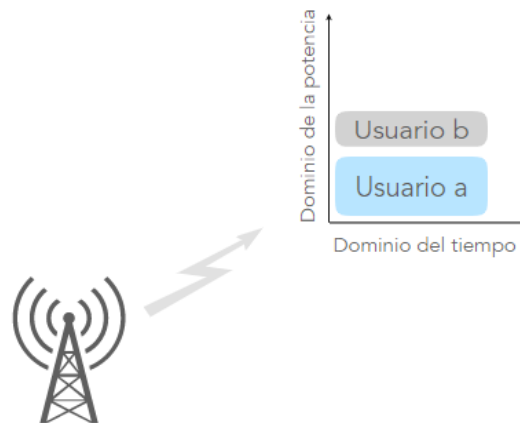 Dominio de la potencia
Usuario b
Usuario a
Dominio del tiempo